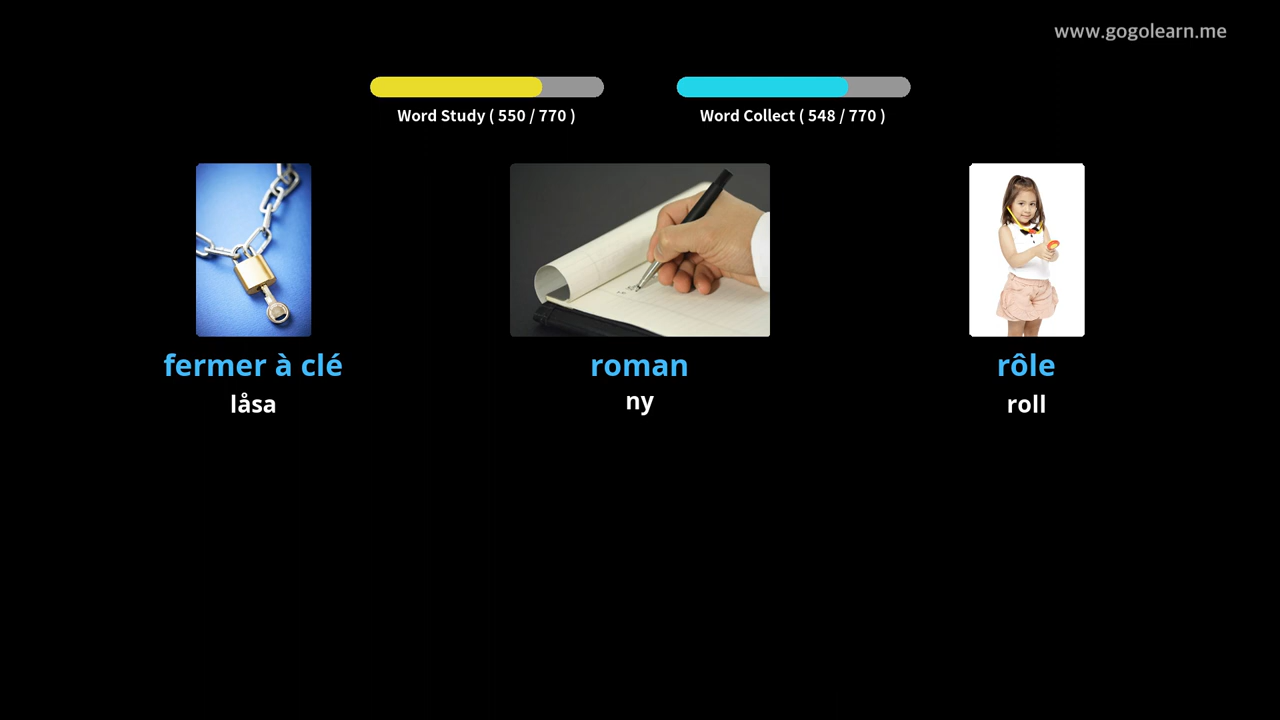 www.gogolearn.me
Word Study ( 550 / 770 )
Word Collect ( 548 / 770 )
fermer à clé
låsa
roman
ny
rôle
roll